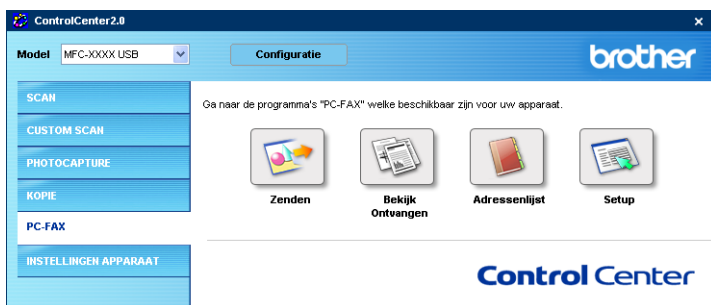 ControlCenter2.0
Model MFC-XXXX USB Configuratie brother
SCAN
CUSTOM SCAN
PHOTOCAPTURE
KOPIE
PC-FAX
INSTELLINGEN APPARAAT
Ga naar de programma's "PC-FAX" welke beschikbaar zijn voor uw apparaat.
Zenden
Bekijk
Ontvangen
Adressenlijst
Setup
Control Center